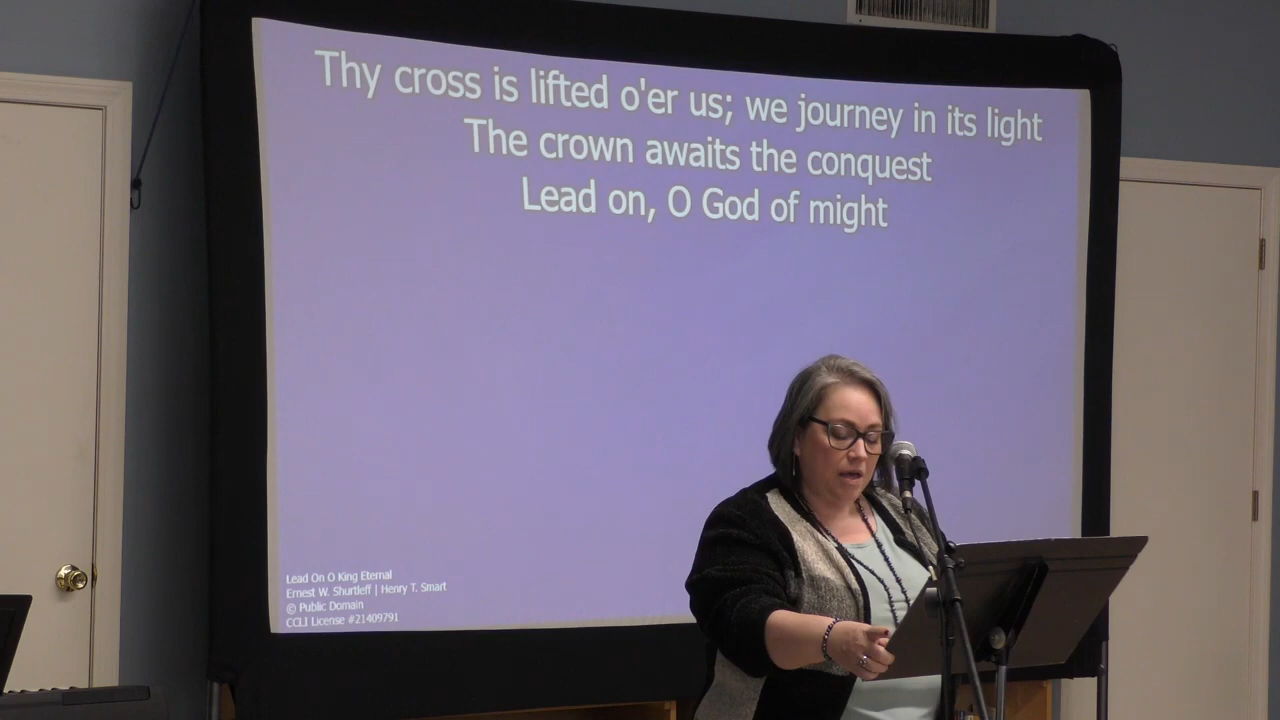 Thy cross is lifted o'er us; we journey in its light
The crown awaits the conquest
Lead on, O God of might
Lead On O King Eternal
Ernest W. Shurtleff | Henry T. Smart
© Public Domain
CCLI License #21409791